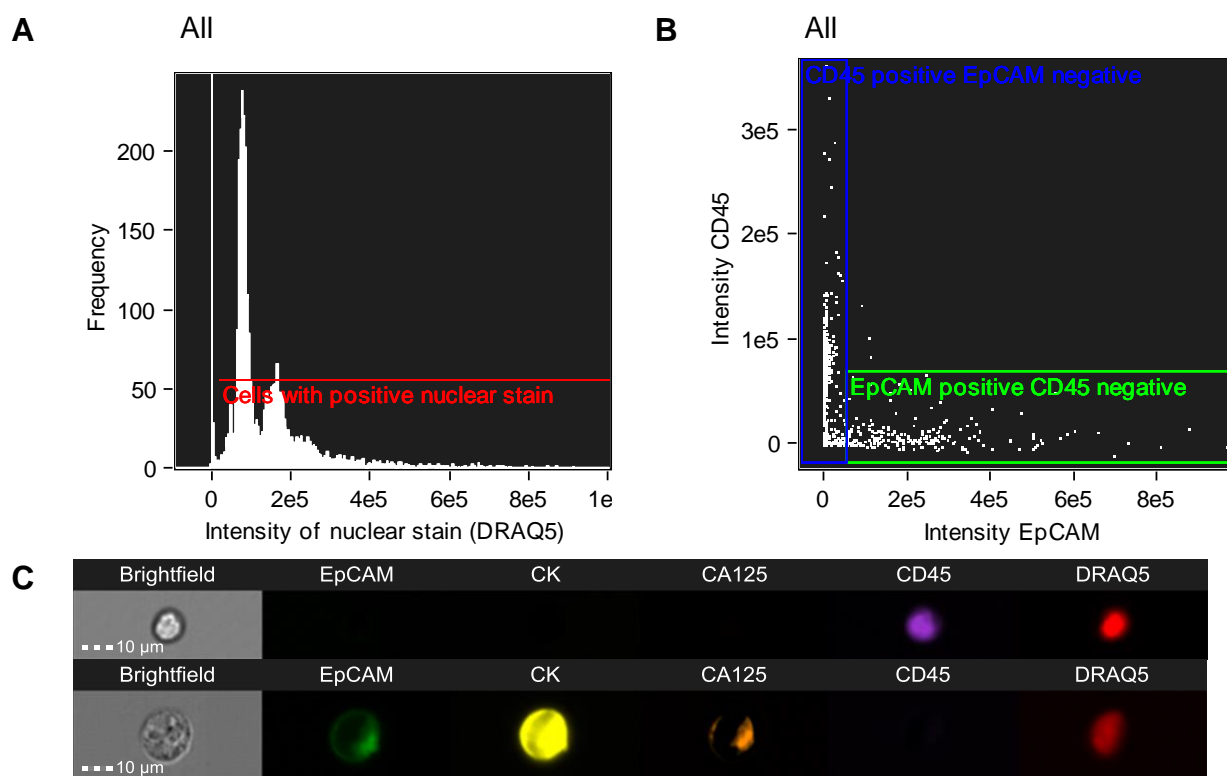 A
All
200
150
100
50
0
Frequency
Cells with positive nuclear stain
0 2e5 4e5 6e5 8e5 1e
Intensity of nuclear stain (DRAQ5)
B
All
CD45 positive EpCAM negative
3e5
2e5
1e5
0
Intensity CD45
EpCAM positive CD45 negative
0 2e5 4e5 6e5 8e5
Intensity EpCAM
C
Brightfield EpCAM CK CA125 CD45 DRAQ5
10 µm
Brightfield EpCAM CK CA125 CD45 DRAQ5
10 µm